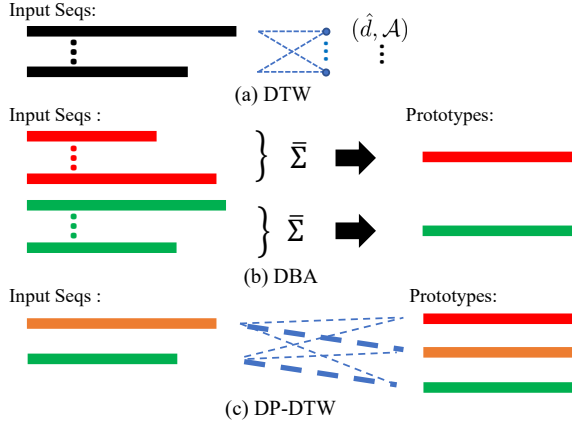 Input Seqs:
(d̂, 𝒜)
(a) DTW
Input Seqs :
Prototypes:
} Σ̄
} Σ̄
(b) DBA
Input Seqs :
Prototypes:
(c) DP-DTW